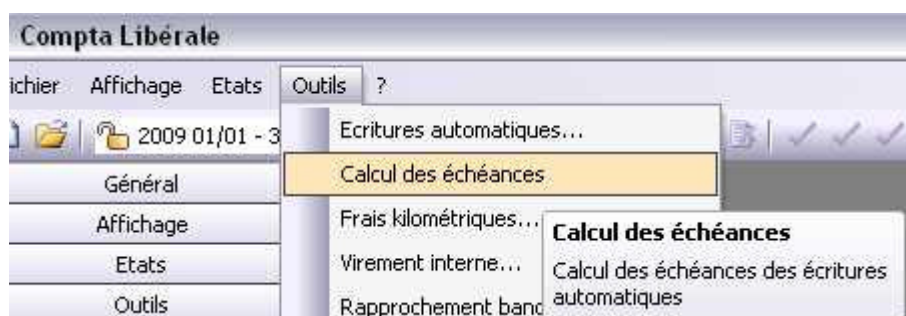 Compta Libérale
ichier Affichage Etats Outils ?
2009 01/01 - 3
Ecritures automatiques...
Général
Calcul des échéances
Affichage
Frais kilométriques...
Calcul des échéances
Etats
Virement interne...
Calcul des échéances des écritures
automatiques
Outils
Rapprochement banc